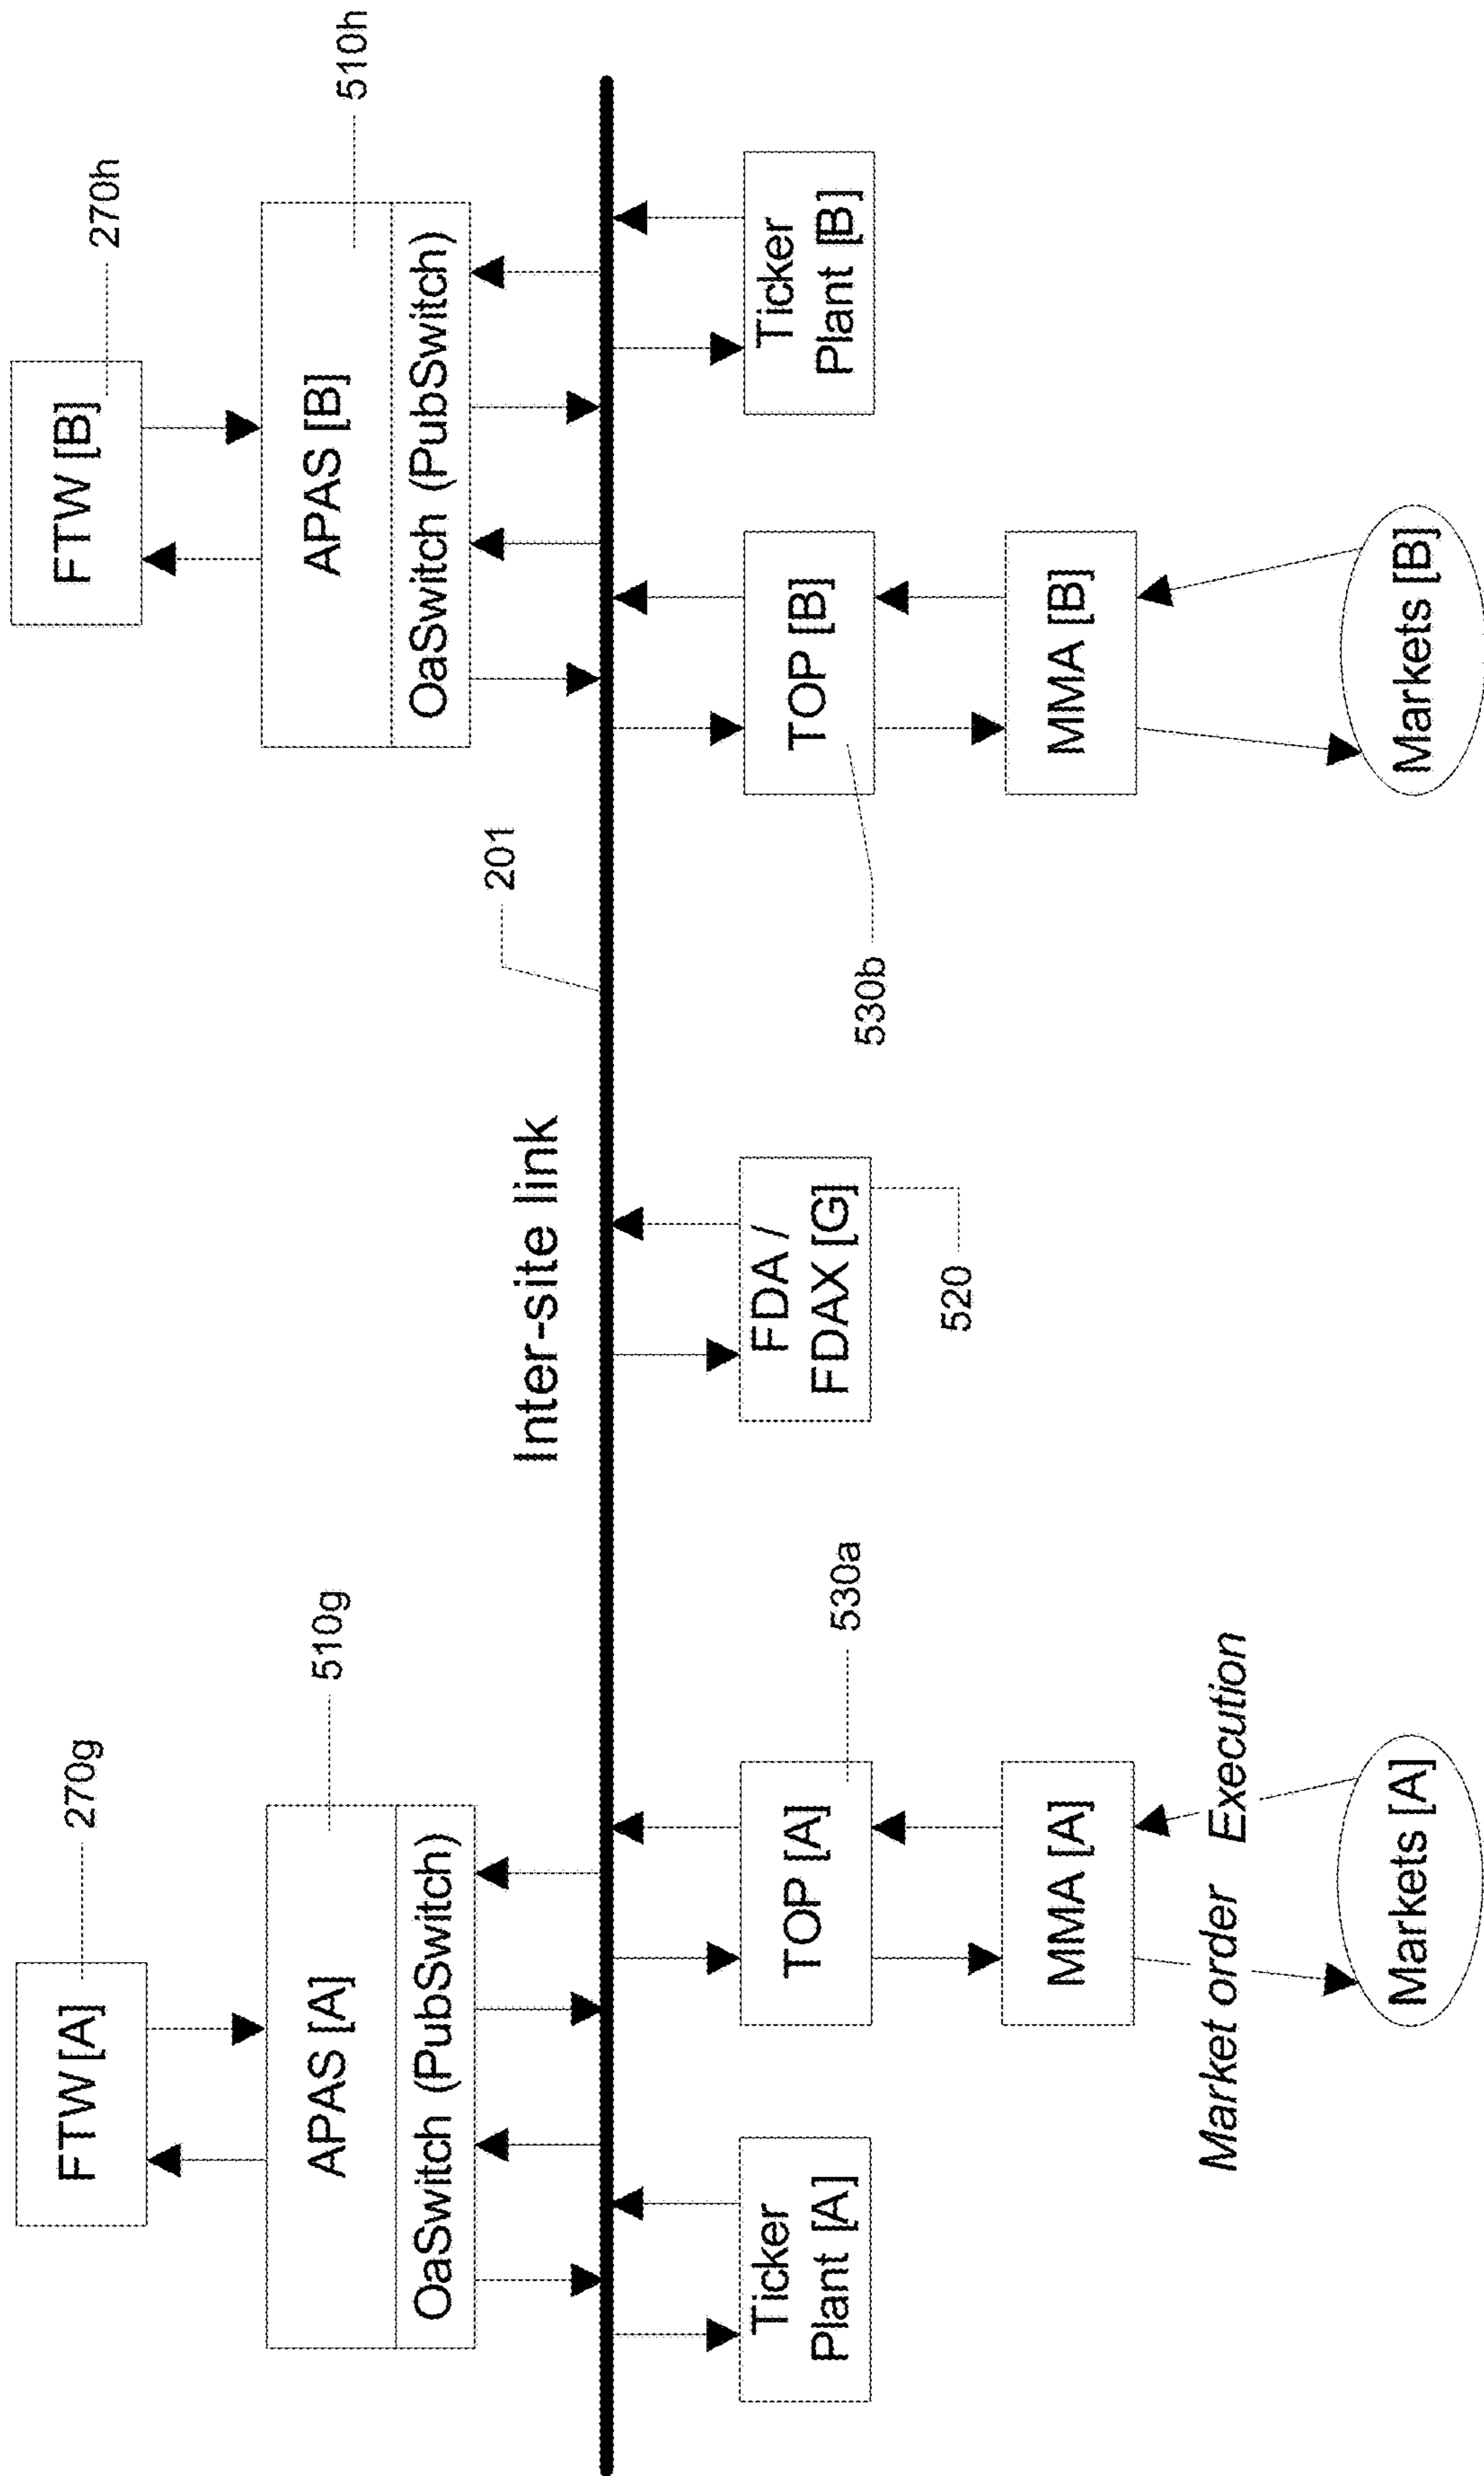 FTW [A]
270g
FTW [B]
270h
APAS [A]
510g
OaSwitch (PubSwitch)
APAS [B]
510h
OaSwitch (PubSwitch)
Inter-site link
201
Ticker
Plant [A]
TOP [A]
530a
FDA /
FDAX [G]
520
TOP [B]
530b
Ticker
Plant [B]
MMA [A]
MMA [B]
Market order
Execution
Markets [A]
Markets [B]